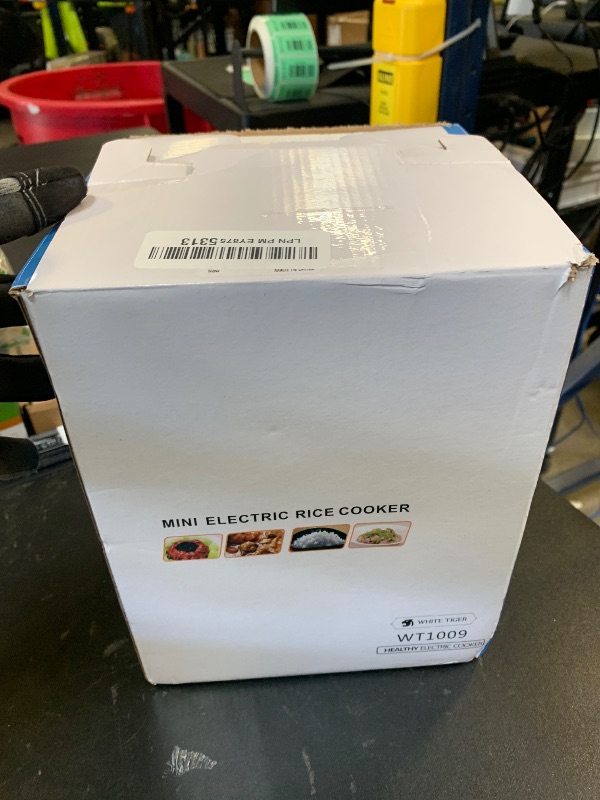 LPN PM EY875 5313
MINI ELECTRIC RICE COOKER
WHITE TIGER
WT1009
HEALTHY ELECTRIC COOKER